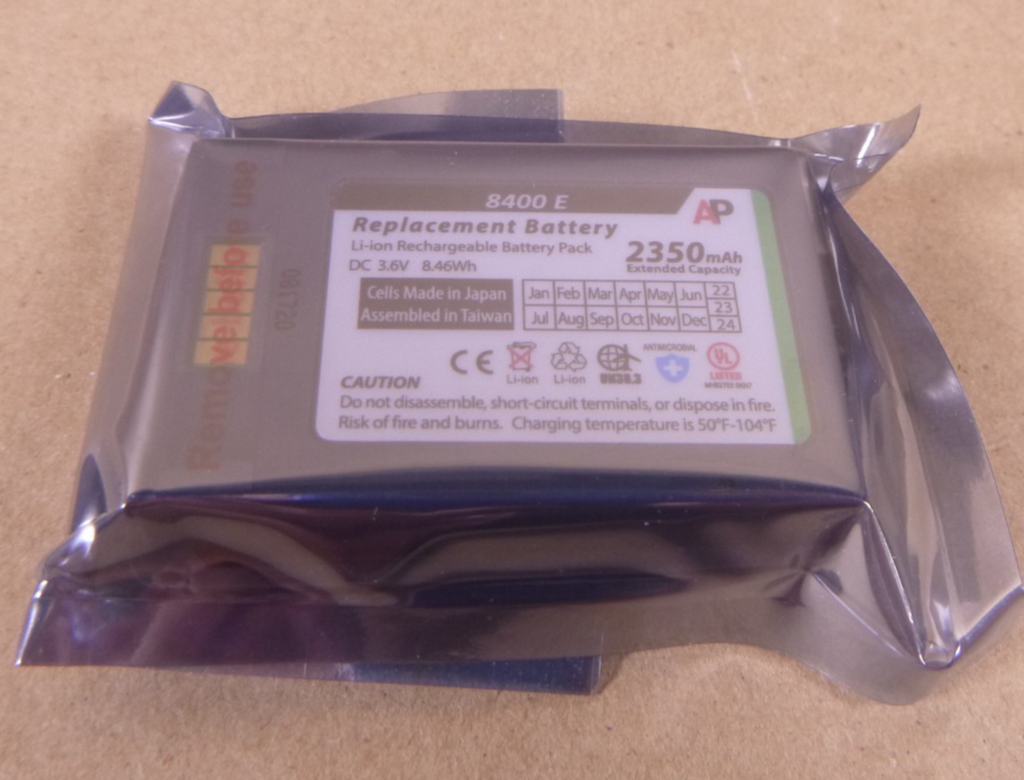 8400 E
AP
Replacement Battery
Li-ion Rechargeable Battery Pack
DC 3.6V 8.46Wh
2350mAh
Extended Capacity
Cells Made in Japan
Assembled in Taiwan
Jan Feb Mar Apr May Jun 22
23
Jul Aug Sep Oct Nov Dec 24
CE
Li-ion
Li-ion
UN38.3
ANTIMICROBIAL
UL
LISTED
CAUTION
Do not disassemble, short-circuit terminals, or dispose in fire.
Risk of fire and burns. Charging temperature is 50°F-104°F
Remove before use